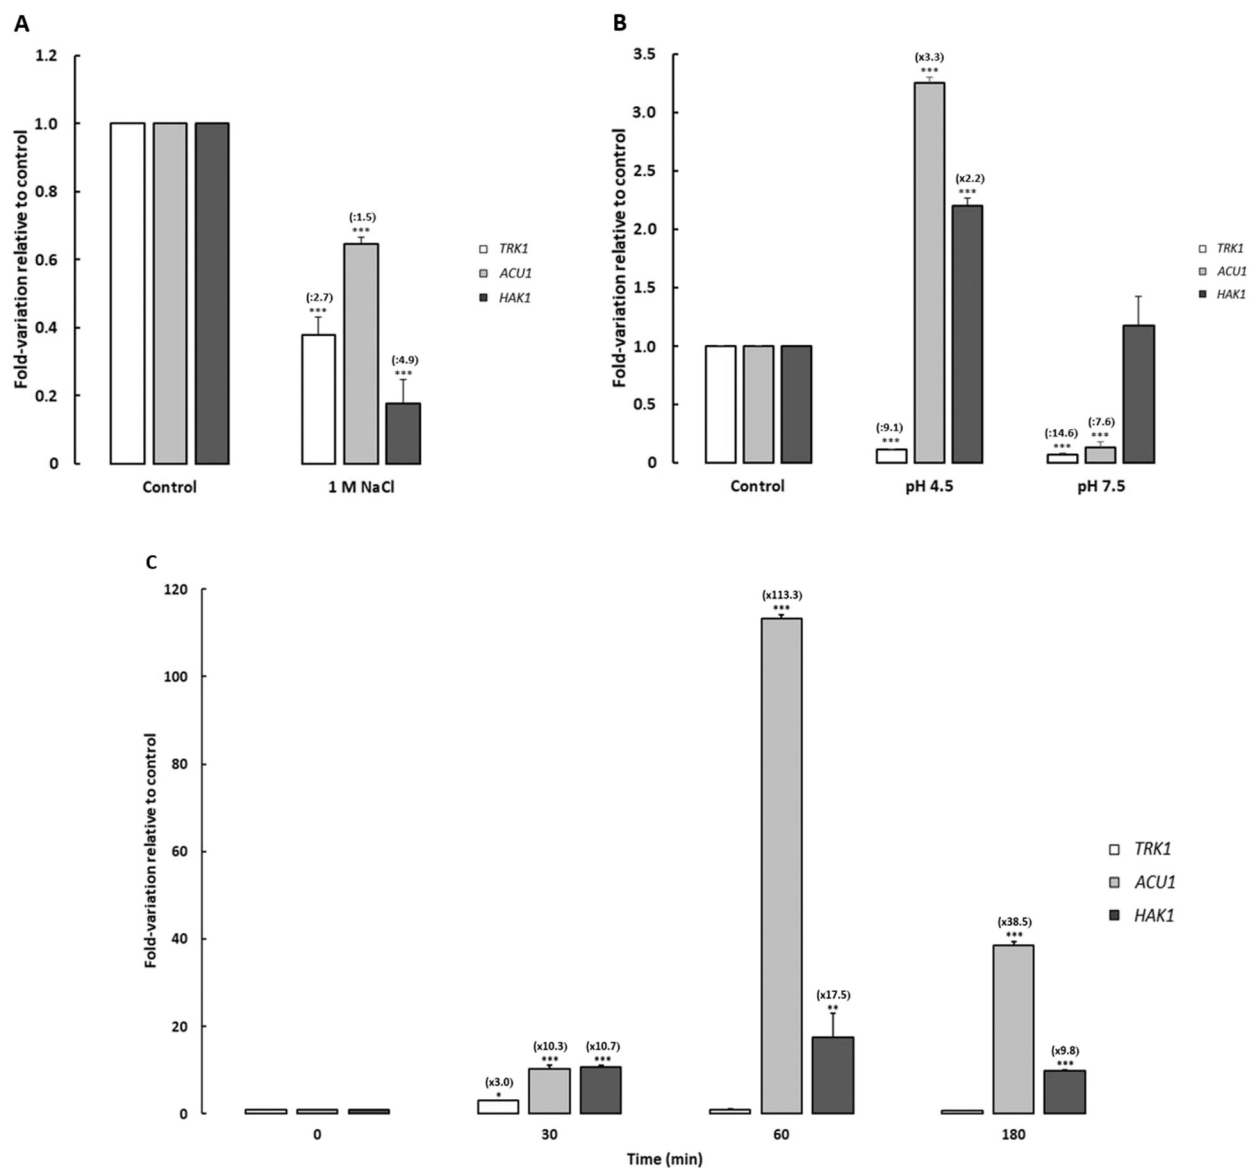 A
Fold-variation relative to control
1.2
1.0
0.8
0.6
0.4
0.2
0
(:2.7)
***
(:1.5)
***
(:4.9)
***
Control
1 M NaCl
TRK1
ACU1
HAK1
B
Fold-variation relative to control
3.5
3.0
2.5
2.0
1.5
1.0
0.5
0
(:9.1)
***
(x3.3)
***
(x2.2)
***
(:14.6)
***
(:7.6)
***
Control
pH 4.5
pH 7.5
TRK1
ACU1
HAK1
C
Fold-variation relative to control
120
100
80
60
40
20
0
(x3.0)
*
(x10.3)
***
(x10.7)
***
(x113.3)
***
(x17.5)
**
(x38.5)
***
(x9.8)
***
0
30
60
180
Time (min)
TRK1
ACU1
HAK1